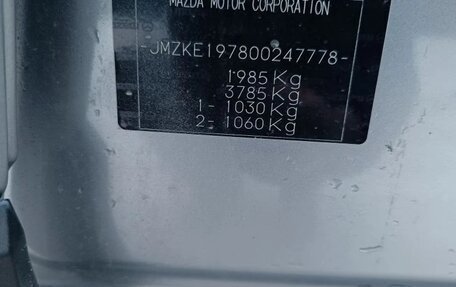 MAZDA MOTOR CORPORATION
-JMZKE197800247778-
1985 Kg
3785 Kg
1- 1030 Kg
2- 1060 Kg